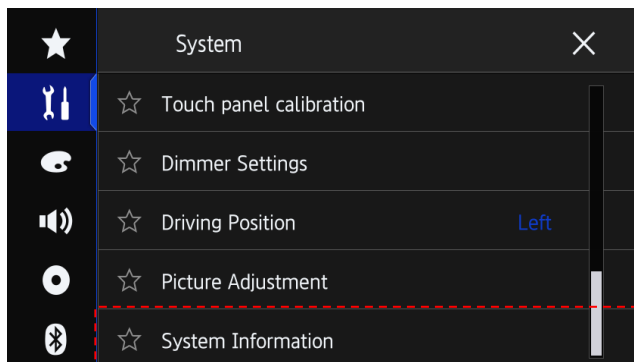 System
Touch panel calibration
Dimmer Settings
Driving Position Left
Picture Adjustment
System Information